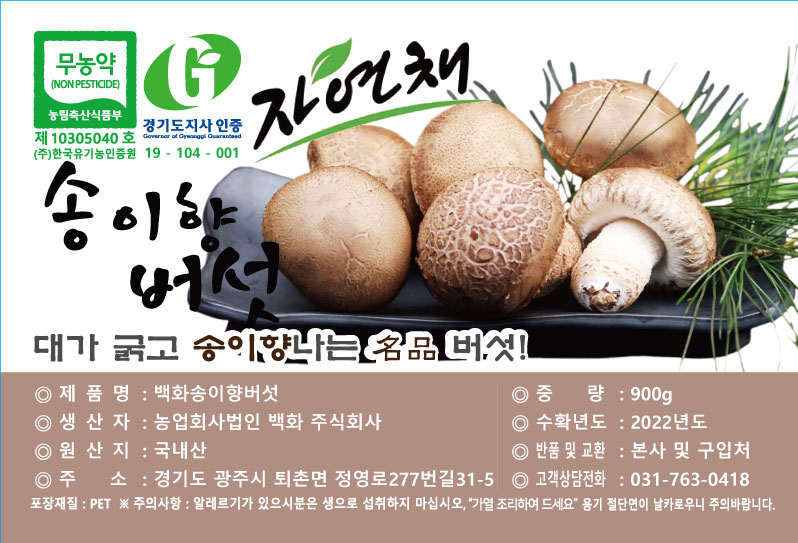 무농약
(NON PESTICIDE)
농림축산식품부
제 10305040 호
(주)한국유기농인증원
G
경기도지사 인증
Governor of Gyeonggi Guaranteed
19 - 104 - 001
자연채
송이향
버섯
대가 굵고 송이향나는 名品 버섯!
◎ 제 품 명 : 백화송이향버섯
◎ 생 산 자 : 농업회사법인 백화 주식회사
◎ 원 산 지 : 국내산
◎ 주 소 : 경기도 광주시 퇴촌면 정영로277번길31-5
◎ 중 량 : 900g
◎ 수확년도 : 2022년도
◎ 반품 및 교환 : 본사 및 구입처
◎ 고객상담전화 : 031-763-0418
포장재질 : PET ※ 주의사항 : 알레르기가 있으시분은 생으로 섭취하지 마십시오, "가열 조리하여 드세요" 용기 절단면이 날카로우니 주의바랍니다.